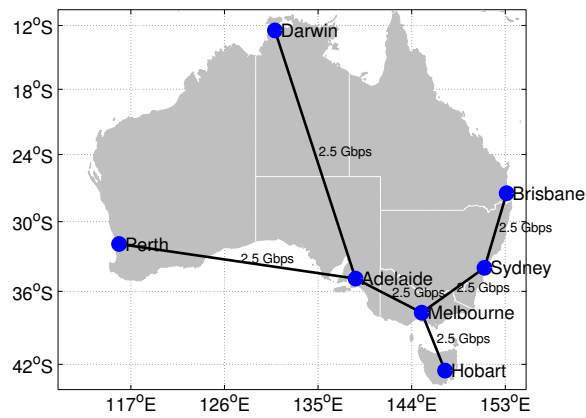 12°S
Darwin
18°S
24°S
2.5 Gbps
Brisbane
30°S
2.5 Gbps
Perth
2.5 Gbps
Sydney
Adelaide
2.5 Gbps
2.5 Gbps
36°S
Melbourne
2.5 Gbps
42°S
Hobart
117°E
126°E
135°E
144°E
153°E